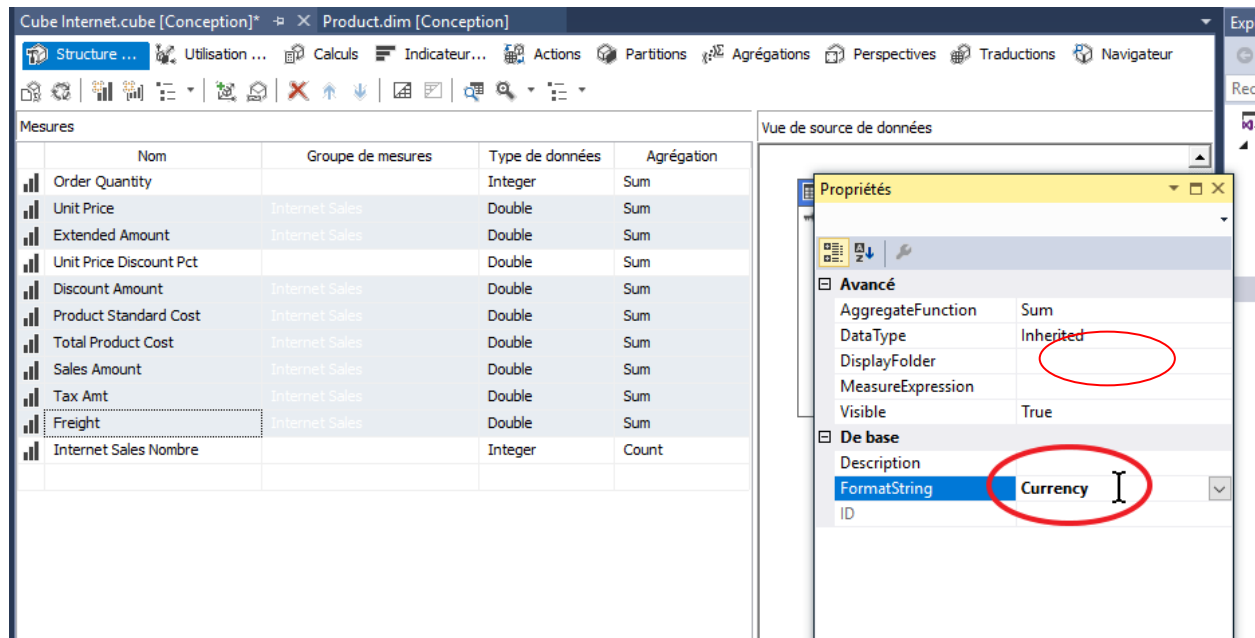 Cube Internet.cube [Conception]* Product.dim [Conception] Exp
Structure ... Utilisation ... Calculs Indicateur... Actions Partitions Agrégations Perspectives Traductions Navigateur
Rec
Mesures
Nom Groupe de mesures Type de données Agrégation
Order Quantity Integer Sum
Unit Price Internet Sales Double Sum
Extended Amount Internet Sales Double Sum
Unit Price Discount Pct Double Sum
Discount Amount Internet Sales Double Sum
Product Standard Cost Internet Sales Double Sum
Total Product Cost Internet Sales Double Sum
Sales Amount Internet Sales Double Sum
Tax Amt Internet Sales Double Sum
Freight Internet Sales Double Sum
Internet Sales Nombre Integer Count
Vue de source de données
Propriétés
Avancé
AggregateFunction Sum
DataType Inherited
DisplayFolder
MeasureExpression
Visible True
De base
Description
FormatString Currency
ID